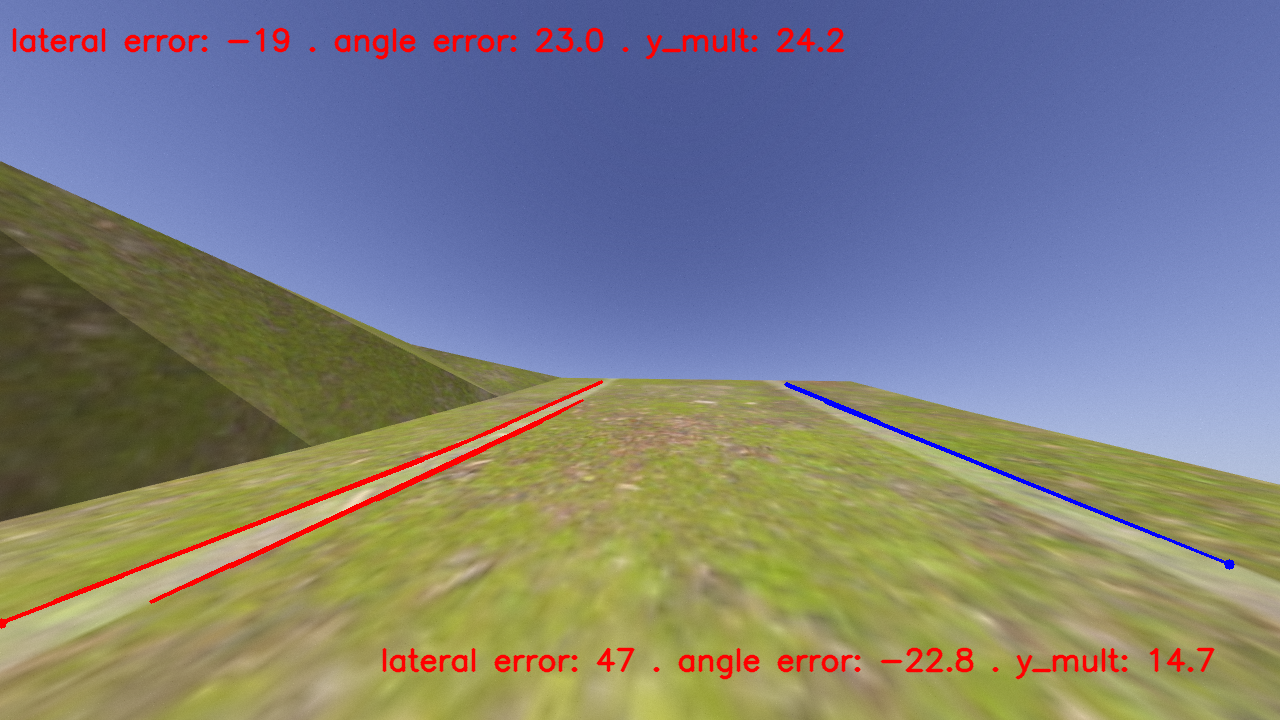 lateral error: −19 . angle error: 23.0 . y_mult: 24.2
lateral error: 47 . angle error: −22.8 . y_mult: 14.7